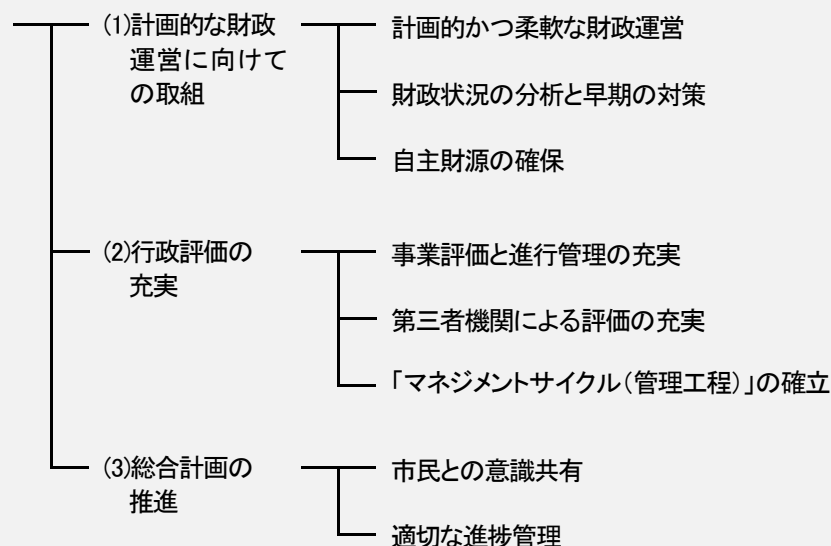 (1)計画的な財政
運営に向けて
の取組
計画的かつ柔軟な財政運営
財政状況の分析と早期の対策
自主財源の確保
(2)行政評価の
充実
事業評価と進行管理の充実
第三者機関による評価の充実
「マネジメントサイクル(管理工程)」の確立
(3)総合計画の
推進
市民との意識共有
適切な進捗管理